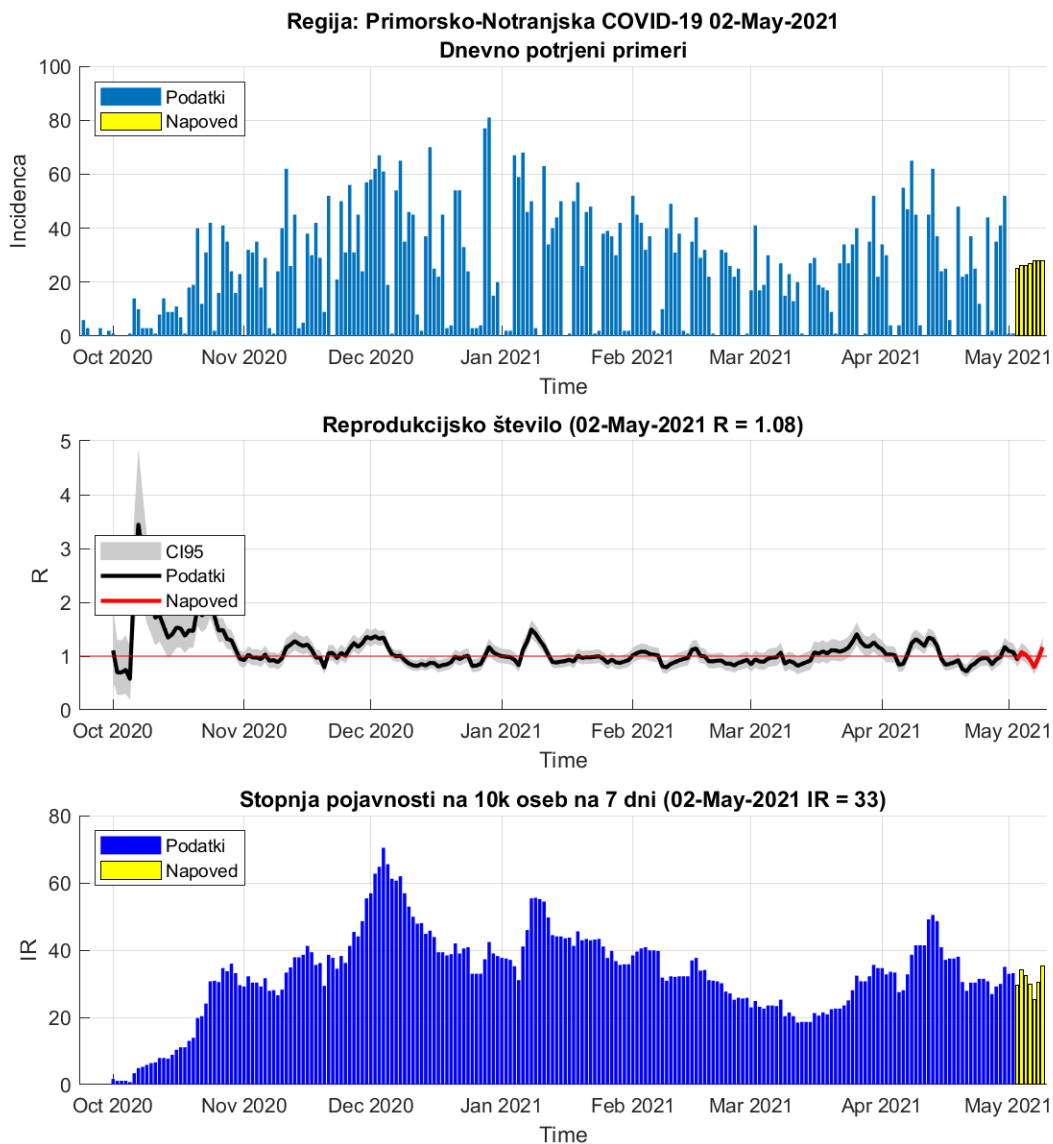 Regija: Primorsko-Notranjska COVID-19 02-May-2021
Dnevno potrjeni primeri
100
80
60
40
20
0
Incidenca
Podatki
Napoved
Oct 2020 Nov 2020 Dec 2020 Jan 2021 Feb 2021 Mar 2021 Apr 2021 May 2021
Time
Reprodukcijsko število (02-May-2021 R = 1.08)
5
4
3
2
1
0
R
CI95
Podatki
Napoved
Oct 2020 Nov 2020 Dec 2020 Jan 2021 Feb 2021 Mar 2021 Apr 2021 May 2021
Time
Stopnja pojavnosti na 10k oseb na 7 dni (02-May-2021 IR = 33)
80
60
40
20
0
IR
Podatki
Napoved
Oct 2020 Nov 2020 Dec 2020 Jan 2021 Feb 2021 Mar 2021 Apr 2021 May 2021
Time